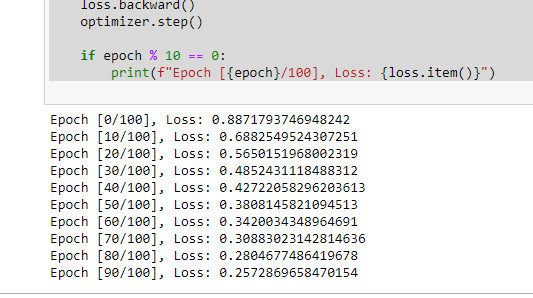 loss.backward()
optimizer.step()
if epoch % 10 == 0:
print(f"Epoch [{epoch}/100], Loss: {loss.item()}")
Epoch [0/100], Loss: 0.8871793746948242
Epoch [10/100], Loss: 0.6882549524307251
Epoch [20/100], Loss: 0.5650151968002319
Epoch [30/100], Loss: 0.4852431118488312
Epoch [40/100], Loss: 0.42722058296203613
Epoch [50/100], Loss: 0.3808145821094513
Epoch [60/100], Loss: 0.3420034348964691
Epoch [70/100], Loss: 0.30883023142814636
Epoch [80/100], Loss: 0.2804677486419678
Epoch [90/100], Loss: 0.2572869658470154